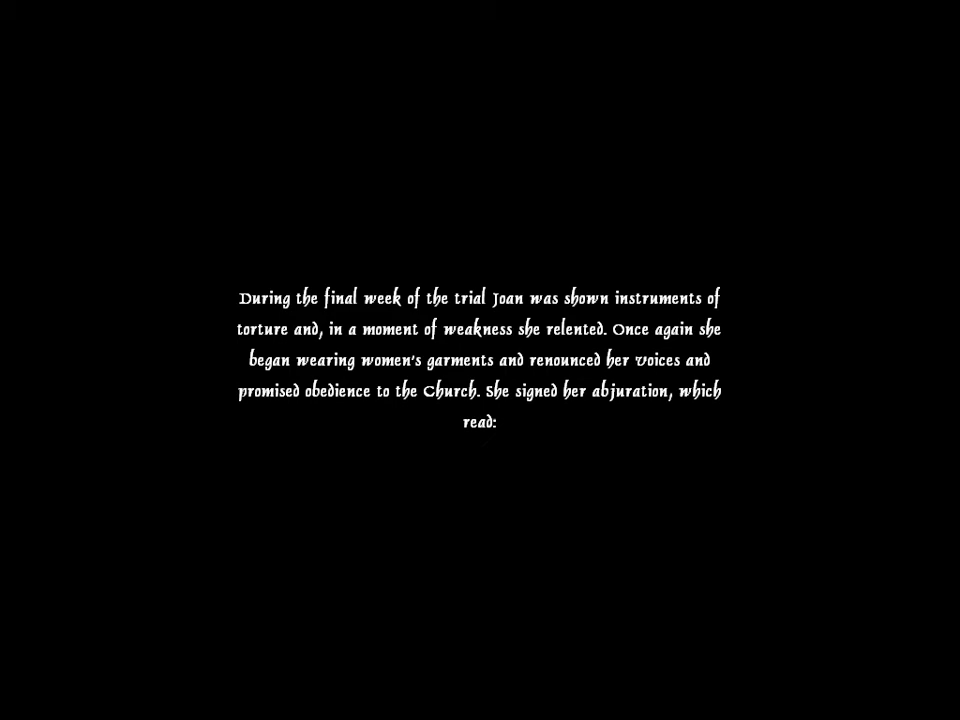 During the final week of the trial Joan was shown instruments of
torture and, in a moment of weakness she relented. Once again she
began wearing women's garments and renounced her voices and
promised obedience to the Church. She signed her abjuration, which
read: